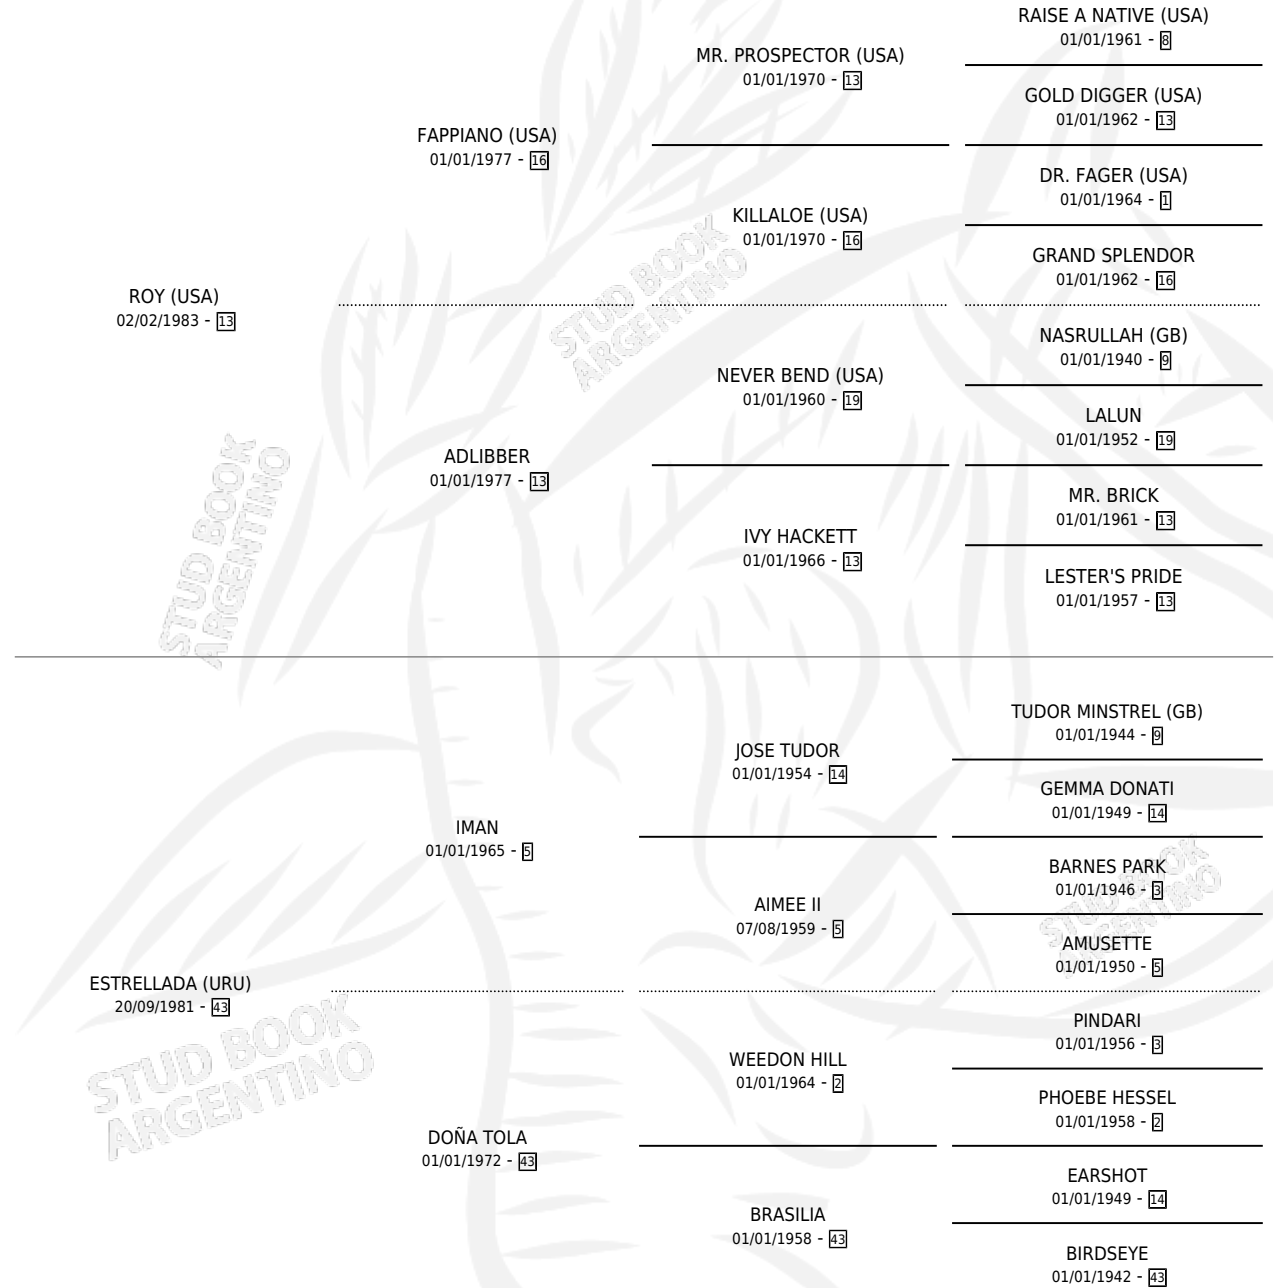 RAISE A NATIVE (USA)
01/01/1961 - 8
MR. PROSPECTOR (USA)
01/01/1970 - 13
GOLD DIGGER (USA)
01/01/1962 - 13
FAPPIANO (USA)
01/01/1977 - 16
DR. FAGER (USA)
01/01/1964 - 1
KILLALOE (USA)
01/01/1970 - 16
GRAND SPLENDOR
01/01/1962 - 16
ROY (USA)
02/02/1983 - 13
STUD BOOK
ARGENTINO
NASRULLAH (GB)
01/01/1940 - 9
NEVER BEND (USA)
01/01/1960 - 19
LALUN
01/01/1952 - 19
ADLIBBER
01/01/1977 - 13
MR. BRICK
01/01/1961 - 13
IVY HACKETT
01/01/1966 - 13
LESTER'S PRIDE
01/01/1957 - 13
STUD BOOK
ARGENTINO
TUDOR MINSTREL (GB)
01/01/1944 - 9
JOSE TUDOR
01/01/1954 - 14
GEMMA DONATI
01/01/1949 - 14
IMAN
01/01/1965 - 5
BARNES PARK
01/01/1946 - 3
AIMEE II
07/08/1959 - 5
STUD BOOK
ARGENTINO
AMUSETTE
01/01/1950 - 5
ESTRELLADA (URU)
20/09/1981 - 43
PINDARI
01/01/1956 - 3
WEEDON HILL
01/01/1964 - 2
STUD BOOK
ARGENTINO
PHOEBE HESSEL
01/01/1958 - 2
DOÑA TOLA
01/01/1972 - 43
EARSHOT
01/01/1949 - 14
BRASILIA
01/01/1958 - 43
BIRDSEYE
01/01/1942 - 43